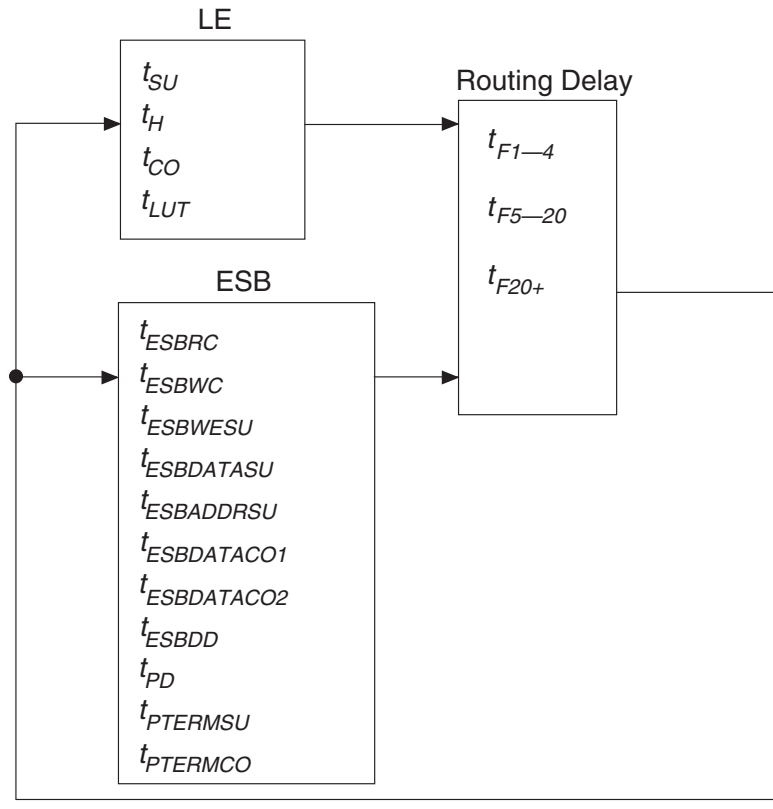 LE
tSU
tH
tCO
tLUT
Routing Delay
tF1—4
tF5—20
tF20+
ESB
tESBRC
tESBWC
tESBWESU
tESBDATASU
tESBADDRSU
tESBDATACO1
tESBDATACO2
tESBDD
tPD
tPTERMSU
tPTERMCO